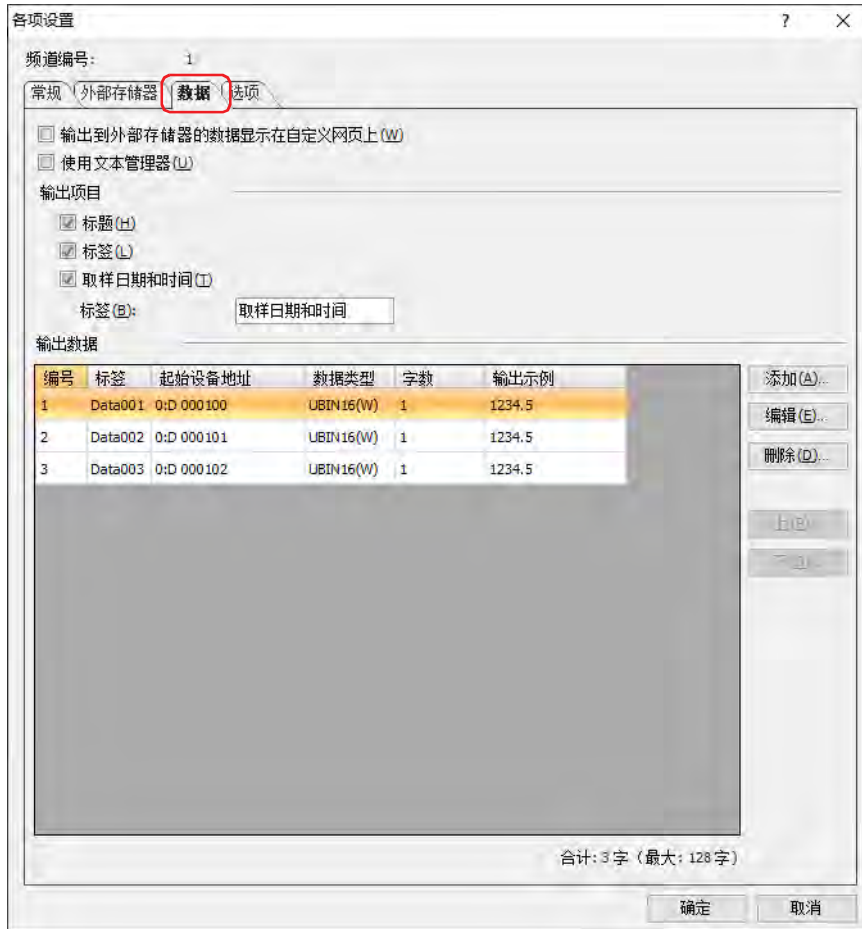 各项设置 ?
频道编号: 1
常规 外部存储器 数据 选项
输出到外部存储器的数据显示在自定义网页上(W)
使用文本管理器(U)
输出项目
标题(H)
标签(L)
取样日期和时间(T)
标签(B): 取样日期和时间
输出数据
编号 标签 起始设备地址 数据类型 字数 输出示例
1 Data001 0:D 000100 UBIN16(W) 1 1234.5
2 Data002 0:D 000101 UBIN16(W) 1 1234.5
3 Data003 0:D 000102 UBIN16(W) 1 1234.5
添加(A)...
编辑(E)...
删除(D)...
上(P)
合计: 3 字 (最大: 128 字)
确定 取消